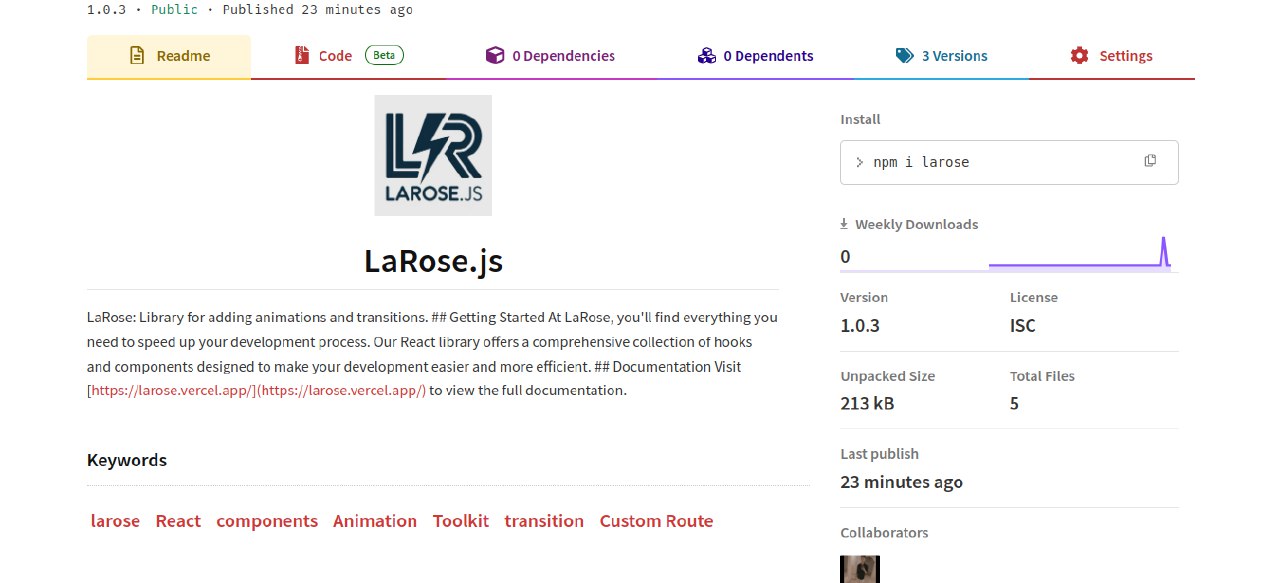 1.0.3 • Public • Published 23 minutes ago
Readme
Code Beta
0 Dependencies
0 Dependents
3 Versions
Settings
LR
LAROSE.JS
LaRose.js
LaRose: Library for adding animations and transitions. ## Getting Started At LaRose, you'll find everything you
need to speed up your development process. Our React library offers a comprehensive collection of hooks
and components designed to make your development easier and more efficient. ## Documentation Visit
[https://larose.vercel.app/](https://larose.vercel.app/) to view the full documentation.
Keywords
larose React components Animation Toolkit transition Custom Route
Install
> npm i larose
Weekly Downloads
0
Version
License
1.0.3
ISC
Unpacked Size
Total Files
213 kB
5
Last publish
23 minutes ago
Collaborators